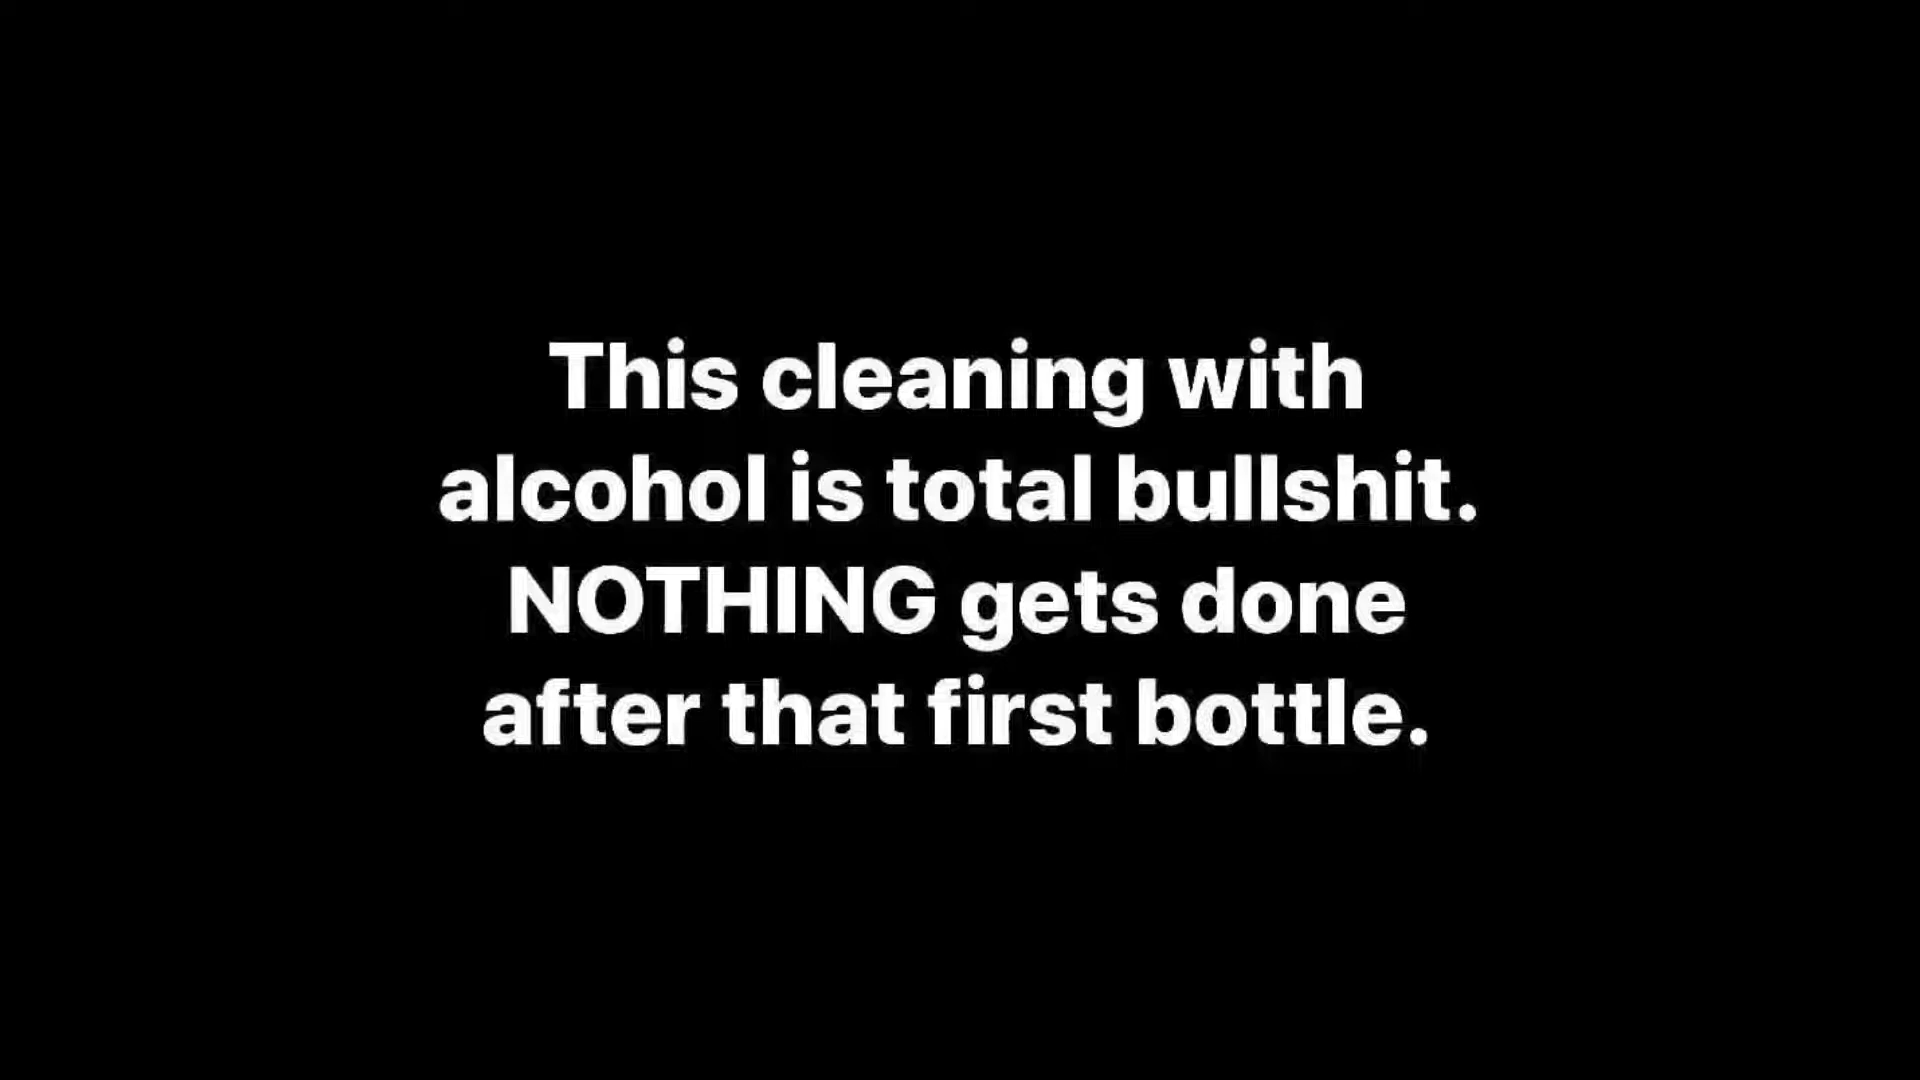 This cleaning with
alcohol is total bullshit.
NOTHING gets done
after that first bottle.